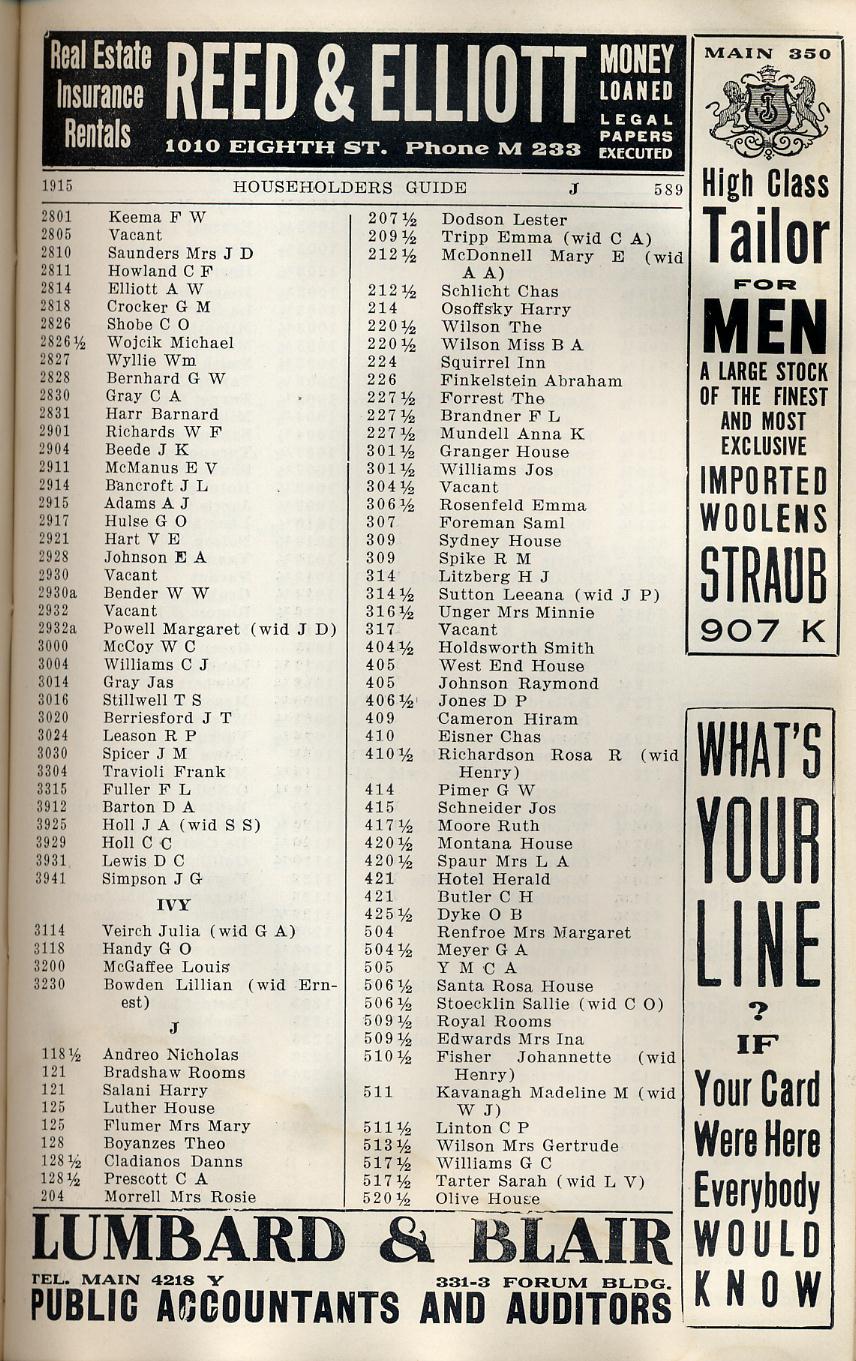 Real Estate
Insurance
Rentals
REED & ELLIOTT
1010 EIGHTH ST. Phone M 233
MONEY
LOANED
LEGAL
PAPERS
EXECUTED
1915 HOUSEHOLDERS GUIDE J 589
2801 Keema F W
2805 Vacant
2810 Saunders Mrs J D
2811 Howland C F
2814 Elliott A W
2818 Crocker G M
2826 Shobe C O
2826½ Wojcik Michael
2827 Wyllie Wm
2828 Bernhard G W
2830 Gray C A
2831 Harr Barnard
2901 Richards W F
2904 Beede J K
2911 McManus E V
2914 Bancroft J L
2915 Adams A J
2917 Hulse G O
2921 Hart V E
2928 Johnson E A
2930 Vacant
2930a Bender W W
2932 Vacant
2932a Powell Margaret (wid J D)
3000 McCoy W C
3004 Williams C J
3014 Gray Jas
3016 Stillwell T S
3020 Berriesford J T
3024 Leason R P
3030 Spicer J M
3304 Travioli Frank
3315 Fuller F L
3912 Barton D A
3925 Holl J A (wid S S)
3929 Holl C C
3931 Lewis D C
3941 Simpson J G
IVY
3114 Veirch Julia (wid G A)
3118 Handy G O
3200 McGaffee Louis
3230 Bowden Lillian (wid Ern-
est)
J
118½ Andreo Nicholas
121 Bradshaw Rooms
121 Salani Harry
125 Luther House
125 Flumer Mrs Mary
128 Boyanzes Theo
128½ Cladianos Danns
128½ Prescott C A
204 Morrell Mrs Rosie
207½ Dodson Lester
209½ Tripp Emma (wid C A)
212½ McDonnell Mary E (wid
A A)
212½ Schlicht Chas
214 Osoffsky Harry
220½ Wilson The
220½ Wilson Miss B A
224 Squirrel Inn
226 Finkelstein Abraham
227½ Forrest The
227½ Brandner F L
227½ Mundell Anna K
301½ Granger House
301½ Williams Jos
304½ Vacant
306½ Rosenfeld Emma
307 Foreman Saml
309 Sydney House
309 Spike R M
314 Litzberg H J
314½ Sutton Leeana (wid J P)
316½ Unger Mrs Minnie
317 Vacant
404½ Holdsworth Smith
405 West End House
405 Johnson Raymond
406½ Jones D P
409 Cameron Hiram
410 Eisner Chas
410½ Richardson Rosa R (wid
Henry)
414 Pimer G W
415 Schneider Jos
417½ Moore Ruth
420½ Montana House
420½ Spaur Mrs L A
421 Hotel Herald
421 Butler C H
425½ Dyke O B
504 Renfroe Mrs Margaret
504½ Meyer G A
505 Y M C A
506½ Santa Rosa House
506½ Stoecklin Sallie (wid C O)
509½ Royal Rooms
509½ Edwards Mrs Ina
510½ Fisher Johannette (wid
Henry)
511 Kavanagh Madeline M (wid
W J)
511½ Linton C P
513½ Wilson Mrs Gertrude
517½ Williams G C
517½ Tarter Sarah (wid L V)
520½ Olive House
MAIN 350
High Class
Tailor
FOR
MEN
A LARGE STOCK
OF THE FINEST
AND MOST
EXCLUSIVE
IMPORTED
WOOLENS
STRAUB
907 K
WHAT'S
YOUR
LINE
?
IF
Your Card
Were Here
Everybody
WOULD
KNOW
LUMBARD & BLAIR
TEL. MAIN 4218 Y 331-3 FORUM BLDG.
PUBLIC ACCOUNTANTS AND AUDITORS